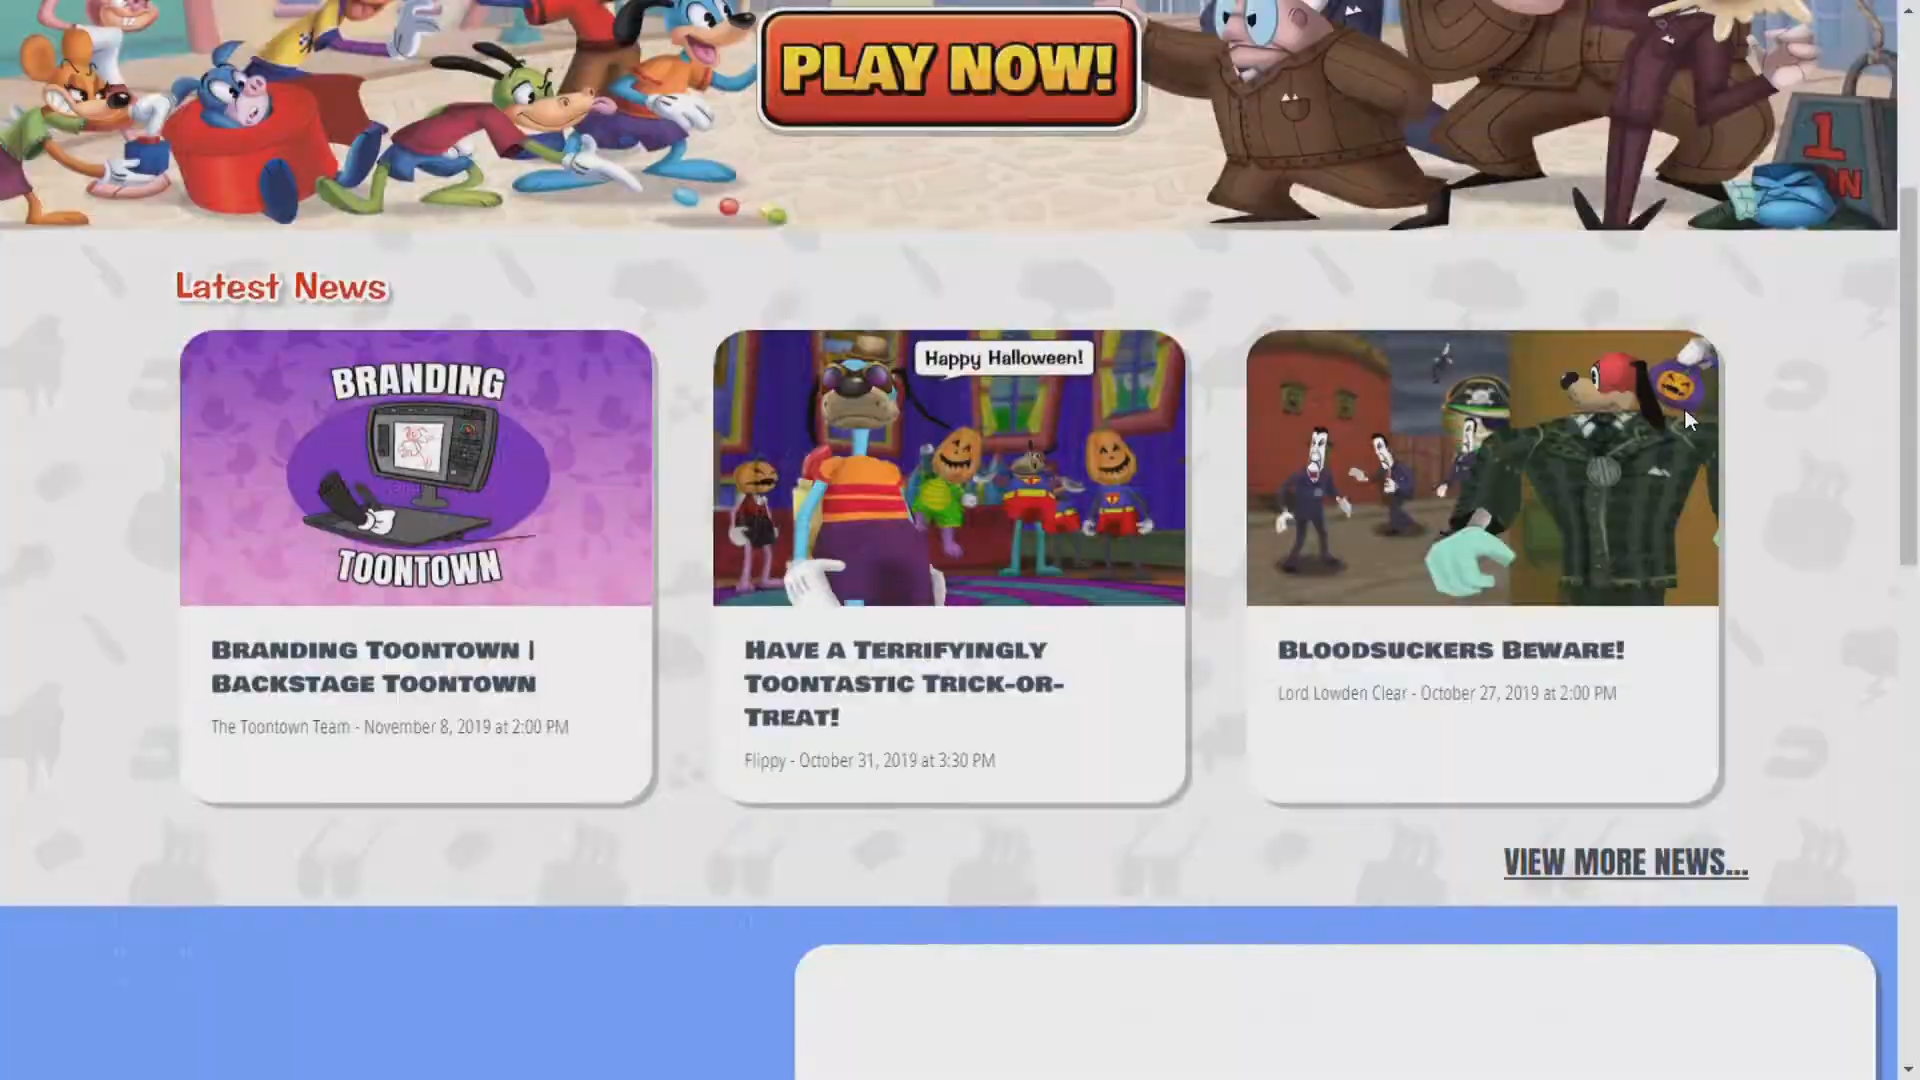 PLAY NOW!
1
ON
Latest News
BRANDING
TOONTOWN
Happy Halloween!
Branding Toontown |
Backstage Toontown
The Toontown Team - November 8, 2019 at 2:00 PM
Have a Terrifyingly
Toontastic Trick-or-
Treat!
Flippy - October 31, 2019 at 3:30 PM
Bloodsuckers Beware!
Lord Lowden Clear - October 27, 2019 at 2:00 PM
VIEW MORE NEWS...